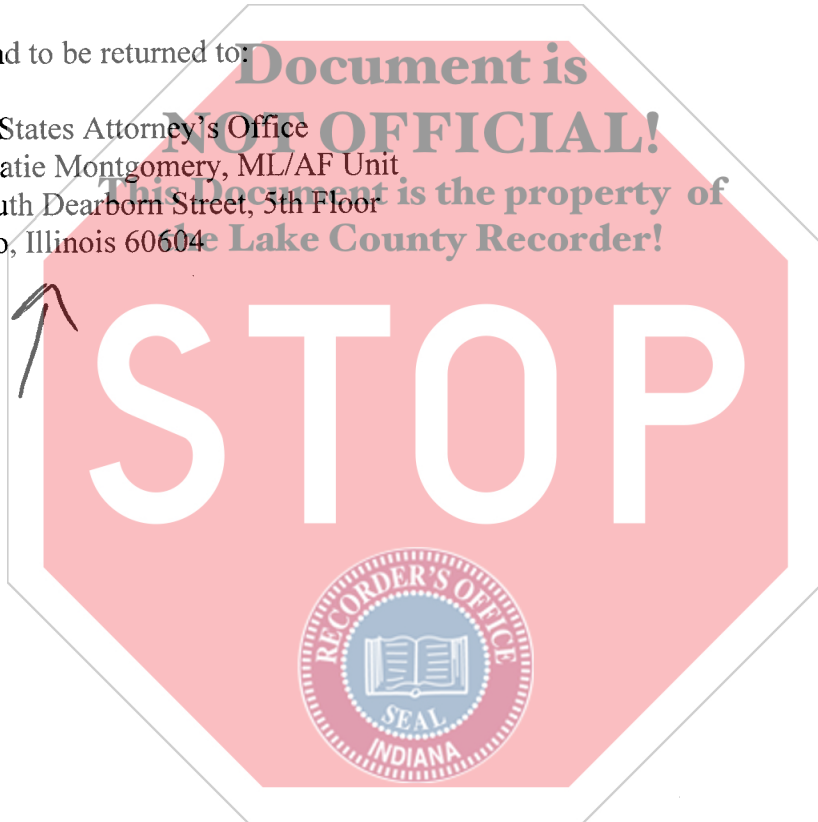 nd to be returned to:
Document is
NOT OFFICIAL!
States Attorney's Office
atie Montgomery, ML/AF Unit
This Document is the property of
uth Dearborn Street, 5th Floor
the Lake County Recorder!
o, Illinois 60604
STOP
RECORDER'S OFFICE
SEAL
INDIANA